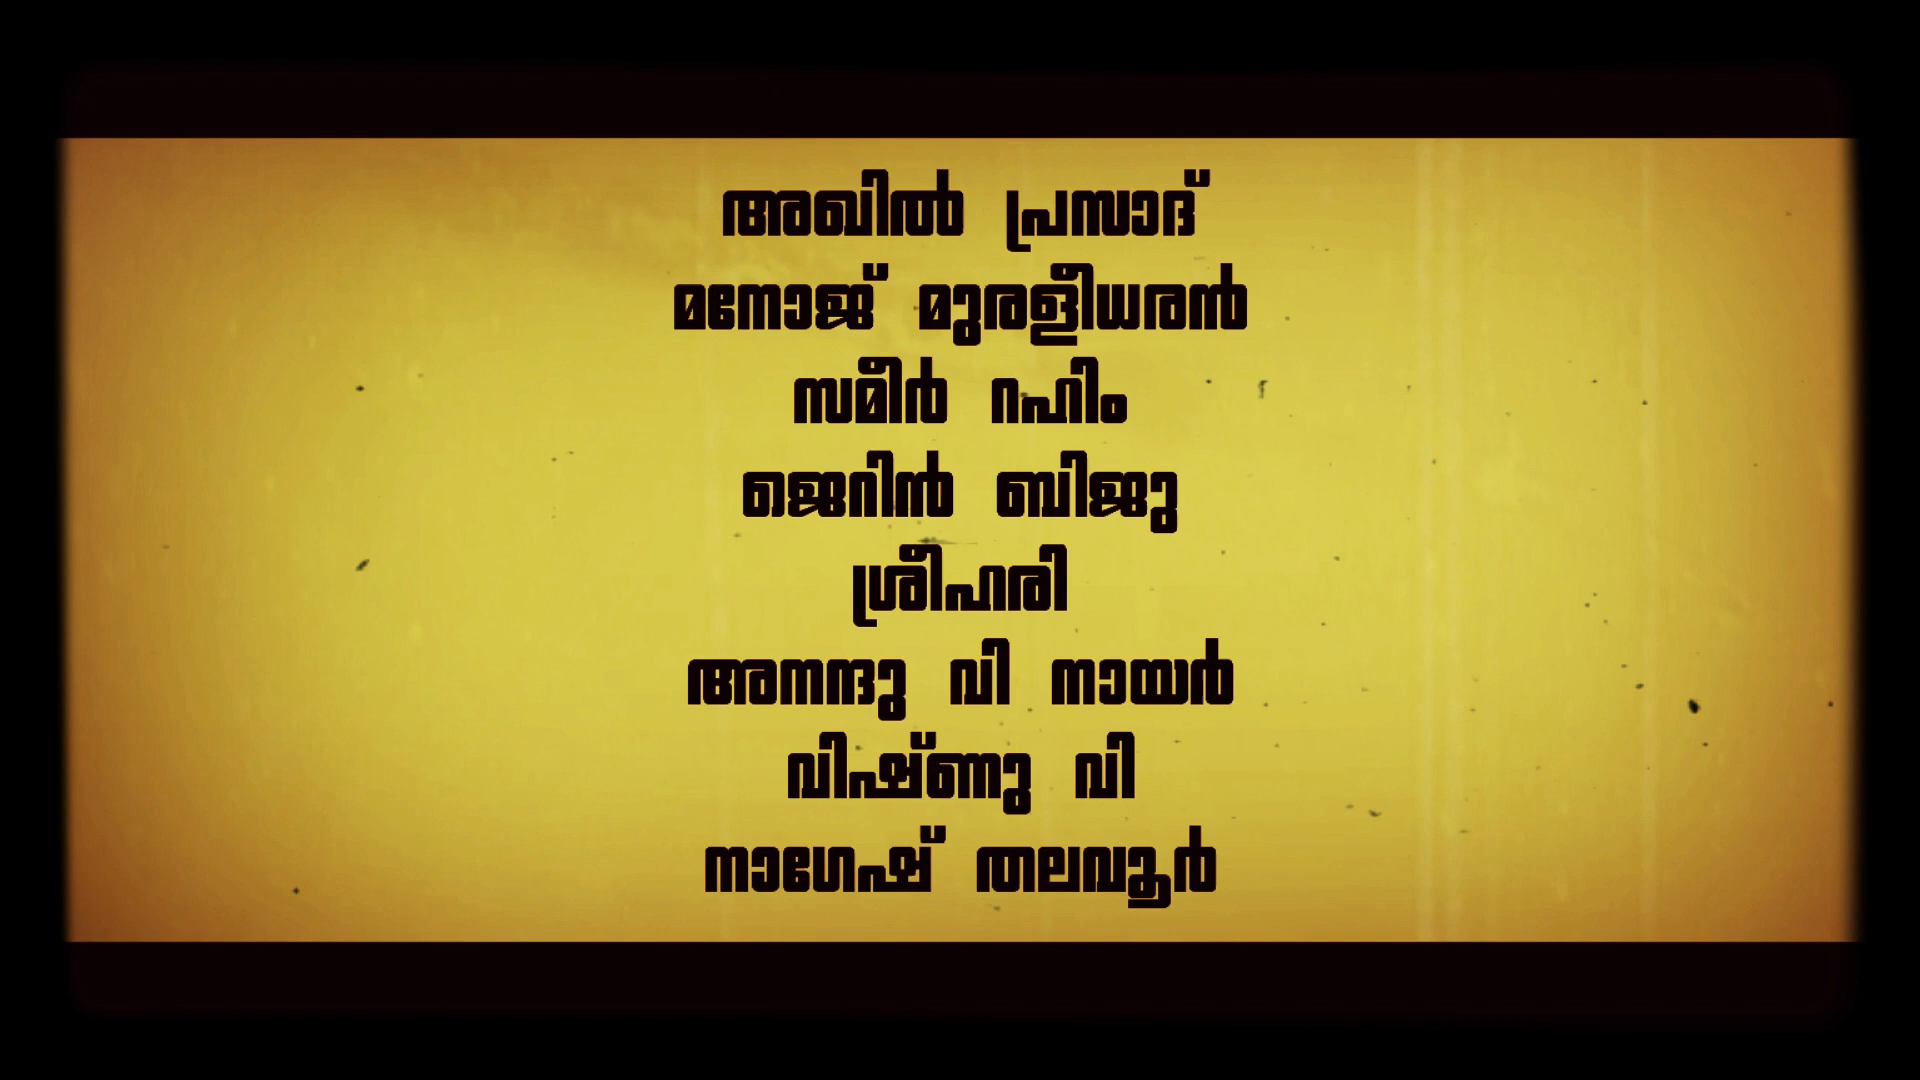 അഖിൽ പ്രസാദ്
മനോജ് മുരളീധരൻ
സമീർ റഹിം
ജെറിൻ ബിജു
ശ്രീഹരി
അനന്ദു വി നായർ
വിഷ്ണു വി
നാഗേഷ് തലവൂർ